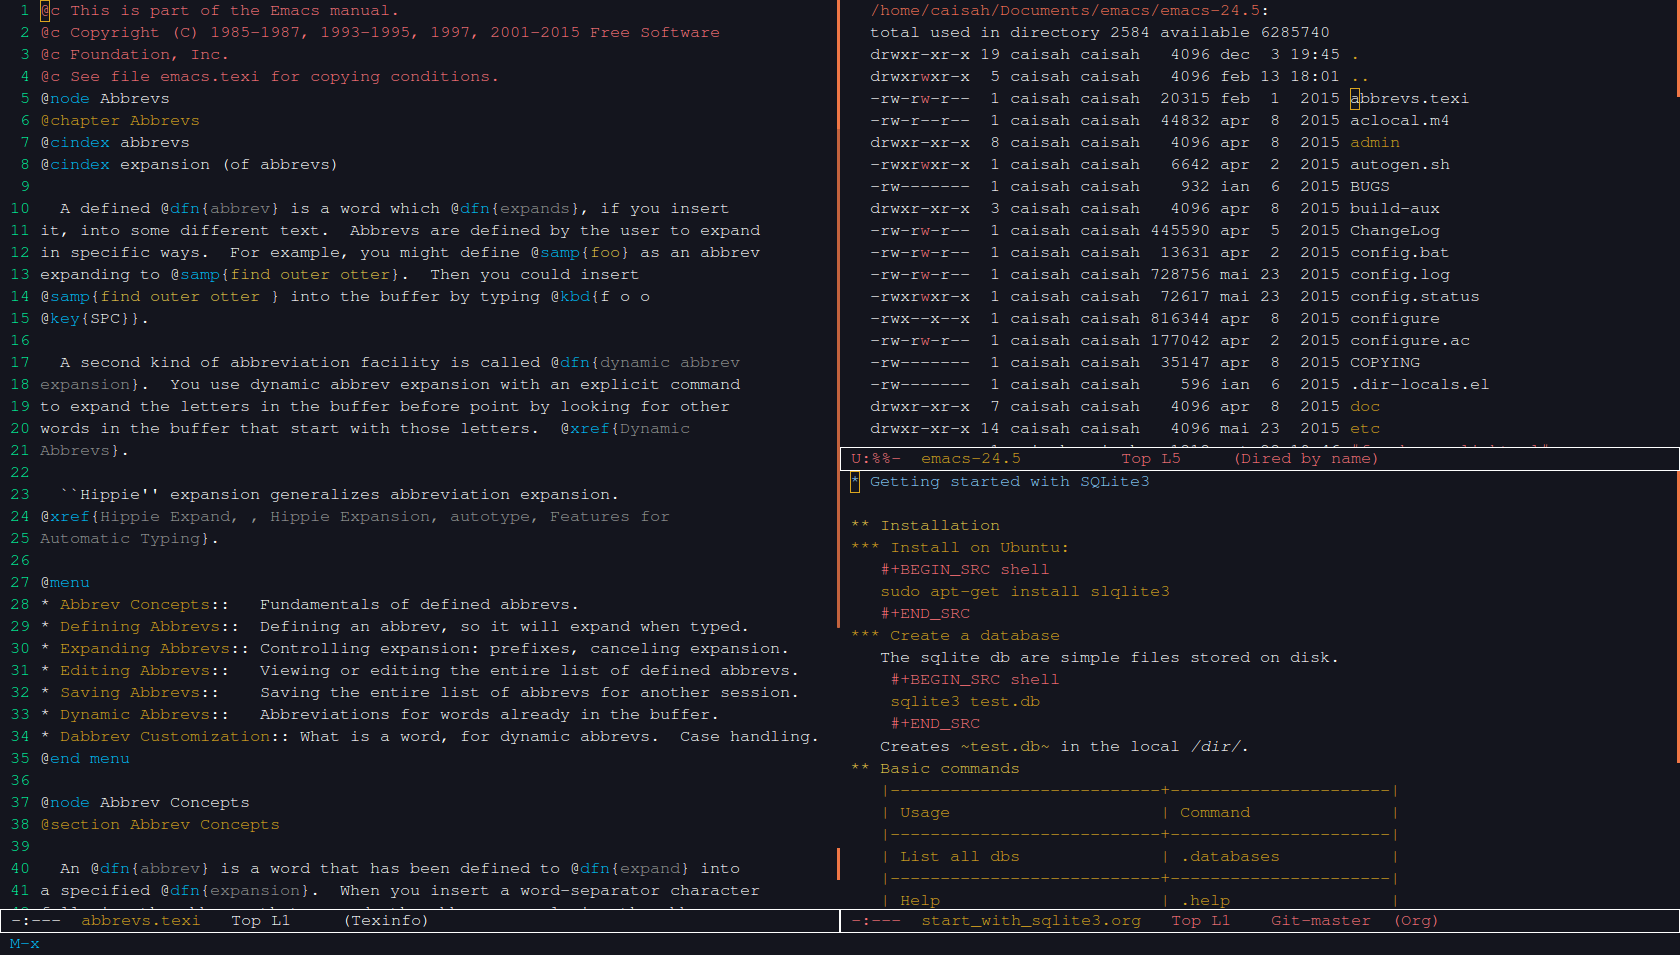 1 @c This is part of the Emacs manual.
2 @c Copyright (C) 1985-1987, 1993-1995, 1997, 2001-2015 Free Software
3 @c Foundation, Inc.
4 @c See file emacs.texi for copying conditions.
5 @node Abbrevs
6 @chapter Abbrevs
7 @cindex abbrevs
8 @cindex expansion (of abbrevs)
9
10   A defined @dfn{abbrev} is a word which @dfn{expands}, if you insert
11 it, into some different text.  Abbrevs are defined by the user to expand
12 in specific ways.  For example, you might define @samp{foo} as an abbrev
13 expanding to @samp{find outer otter}.  Then you could insert
14 @samp{find outer otter } into the buffer by typing @kbd{f o o
15 @key{SPC}}.
16
17   A second kind of abbreviation facility is called @dfn{dynamic abbrev
18 expansion}.  You use dynamic abbrev expansion with an explicit command
19 to expand the letters in the buffer before point by looking for other
20 words in the buffer that start with those letters.  @xref{Dynamic
21 Abbrevs}.
22
23   ``Hippie'' expansion generalizes abbreviation expansion.
24 @xref{Hippie Expand, , Hippie Expansion, autotype, Features for
25 Automatic Typing}.
26
27 @menu
28 * Abbrev Concepts::   Fundamentals of defined abbrevs.
29 * Defining Abbrevs::  Defining an abbrev, so it will expand when typed.
30 * Expanding Abbrevs:: Controlling expansion: prefixes, canceling expansion.
31 * Editing Abbrevs::   Viewing or editing the entire list of defined abbrevs.
32 * Saving Abbrevs::    Saving the entire list of abbrevs for another session.
33 * Dynamic Abbrevs::   Abbreviations for words already in the buffer.
34 * Dabbrev Customization:: What is a word, for dynamic abbrevs.  Case handling.
35 @end menu
36
37 @node Abbrev Concepts
38 @section Abbrev Concepts
39
40   An @dfn{abbrev} is a word that has been defined to @dfn{expand} into
41 a specified @dfn{expansion}.  When you insert a word-separator character
-:---  abbrevs.texi   Top L1     (Texinfo)
M-x
/home/caisah/Documents/emacs/emacs-24.5:
total used in directory 2584 available 6285740
drwxr-xr-x 19 caisah caisah   4096 dec  3 19:45 .
drwxrwxr-x  5 caisah caisah   4096 feb 13 18:01 ..
-rw-rw-r--  1 caisah caisah  20315 feb  1  2015 abbrevs.texi
-rw-r--r--  1 caisah caisah  44832 apr  8  2015 aclocal.m4
drwxr-xr-x  8 caisah caisah   4096 apr  8  2015 admin
-rwxrwxr-x  1 caisah caisah   6642 apr  2  2015 autogen.sh
-rw-------  1 caisah caisah    932 ian  6  2015 BUGS
drwxr-xr-x  3 caisah caisah   4096 apr  8  2015 build-aux
-rw-rw-r--  1 caisah caisah 445590 apr  5  2015 ChangeLog
-rw-rw-r--  1 caisah caisah  13631 apr  2  2015 config.bat
-rw-rw-r--  1 caisah caisah 728756 mai 23  2015 config.log
-rwxrwxr-x  1 caisah caisah  72617 mai 23  2015 config.status
-rwx--x--x  1 caisah caisah 816344 apr  8  2015 configure
-rw-rw-r--  1 caisah caisah 177042 apr  2  2015 configure.ac
-rw-------  1 caisah caisah  35147 apr  8  2015 COPYING
-rw-------  1 caisah caisah    596 ian  6  2015 .dir-locals.el
drwxr-xr-x  7 caisah caisah   4096 apr  8  2015 doc
drwxr-xr-x 14 caisah caisah   4096 mai 23  2015 etc
U:%%-  emacs-24.5          Top L5     (Dired by name)
* Getting started with SQLite3
** Installation
*** Install on Ubuntu:
#+BEGIN_SRC shell
sudo apt-get install slqlite3
#+END_SRC
*** Create a database
The sqlite db are simple files stored on disk.
#+BEGIN_SRC shell
sqlite3 test.db
#+END_SRC
Creates ~test.db~ in the local /dir/.
** Basic commands
|---------------------------+----------------------|
| Usage                     | Command              |
|---------------------------+----------------------|
| List all dbs              | .databases           |
|---------------------------+----------------------|
| Help                      | .help                |
-:---  start_with_sqlite3.org   Top L1    Git-master  (Org)